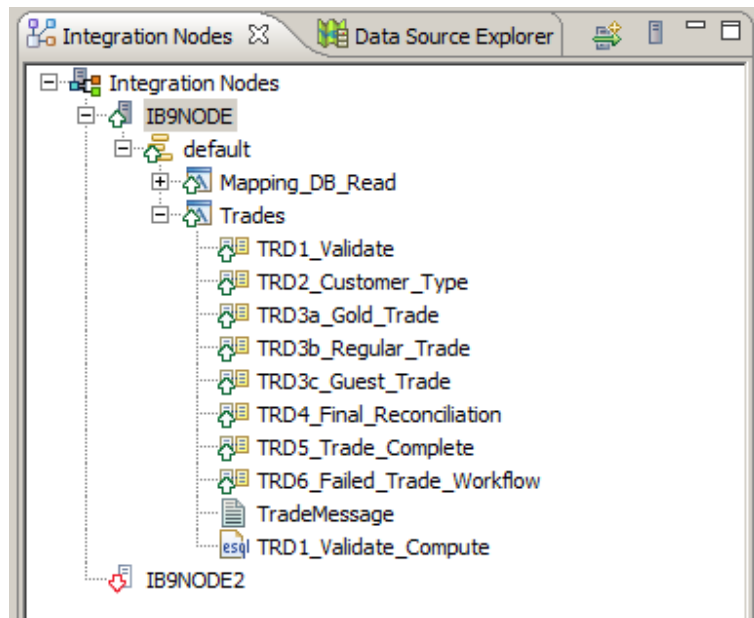 Integration Nodes Data Source Explorer
Integration Nodes
IB9NODE
default
Mapping_DB_Read
Trades
TRD1_Validate
TRD2_Customer_Type
TRD3a_Gold_Trade
TRD3b_Regular_Trade
TRD3c_Guest_Trade
TRD4_Final_Reconciliation
TRD5_Trade_Complete
TRD6_Failed_Trade_Workflow
TradeMessage
esql TRD1_Validate_Compute
IB9NODE2